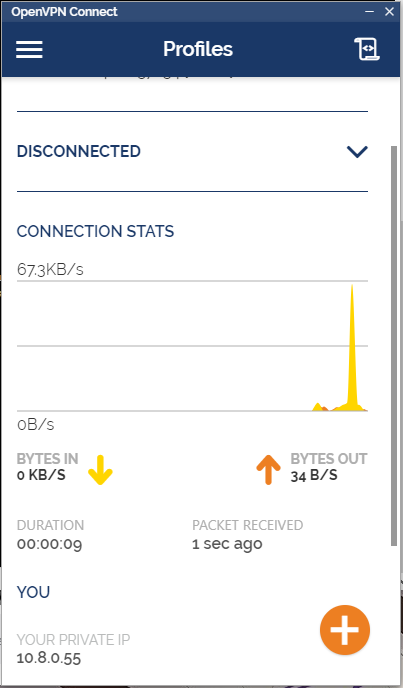 OpenVPN Connect
Profiles
DISCONNECTED
CONNECTION STATS
67.3KB/s
0B/s
BYTES IN
0 KB/S
BYTES OUT
34 B/S
DURATION
00:00:09
PACKET RECEIVED
1 sec ago
YOU
YOUR PRIVATE IP
10.8.0.55